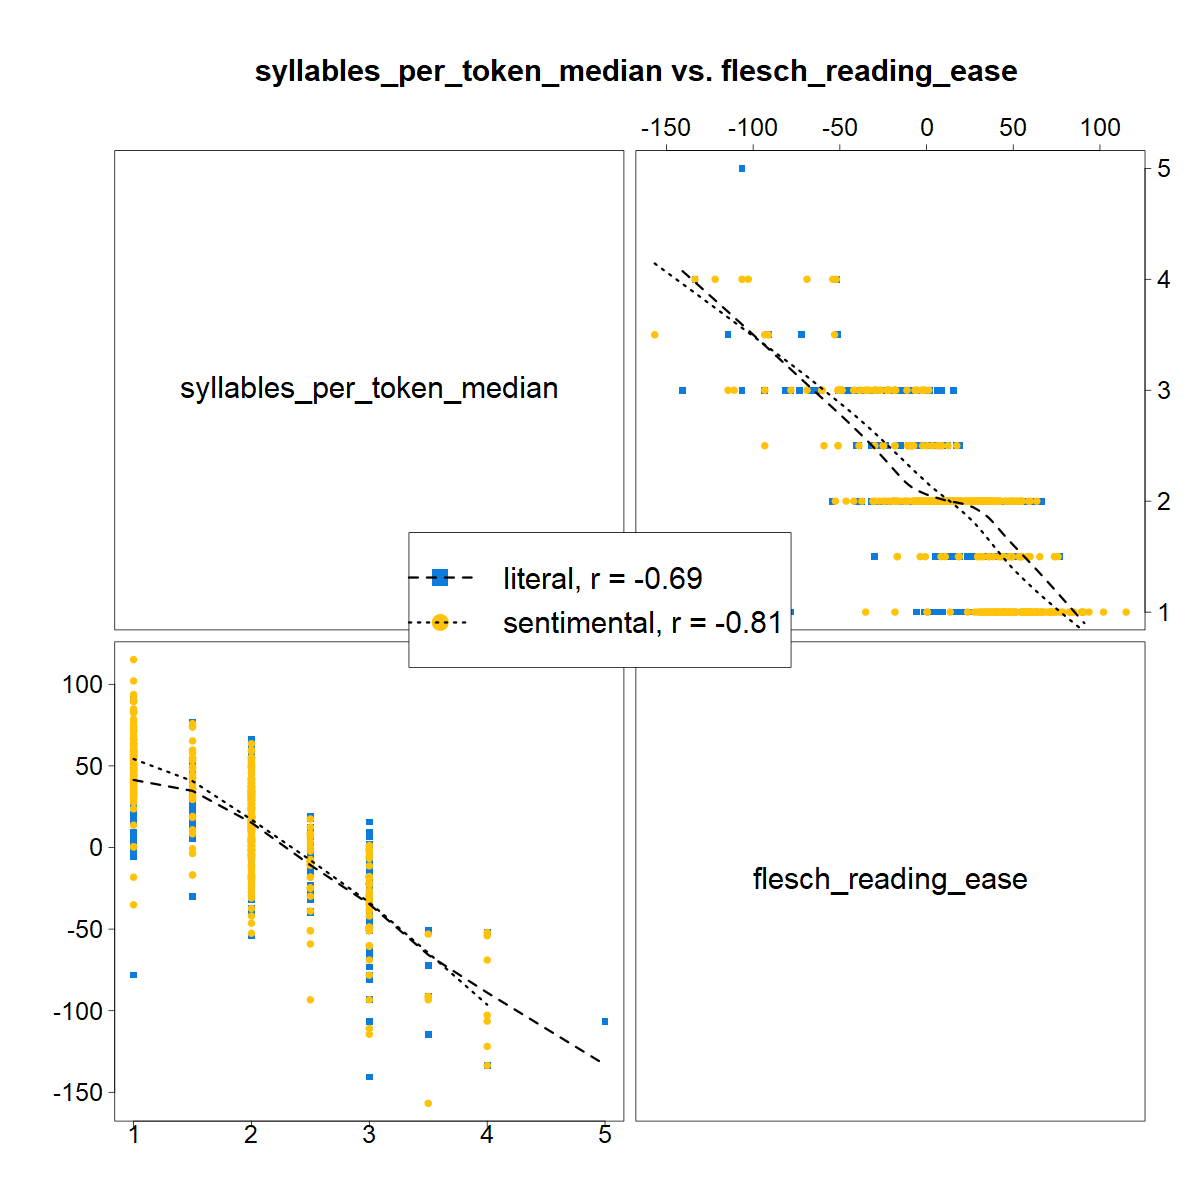 syllables_per_token_median vs. flesch_reading_ease
-150 -100 -50 0 50 100
5
4
3
2
1
syllables_per_token_median
literal, r = -0.69
sentimental, r = -0.81
100
50
0
-50
-100
-150
flesch_reading_ease
1 2 3 4 5